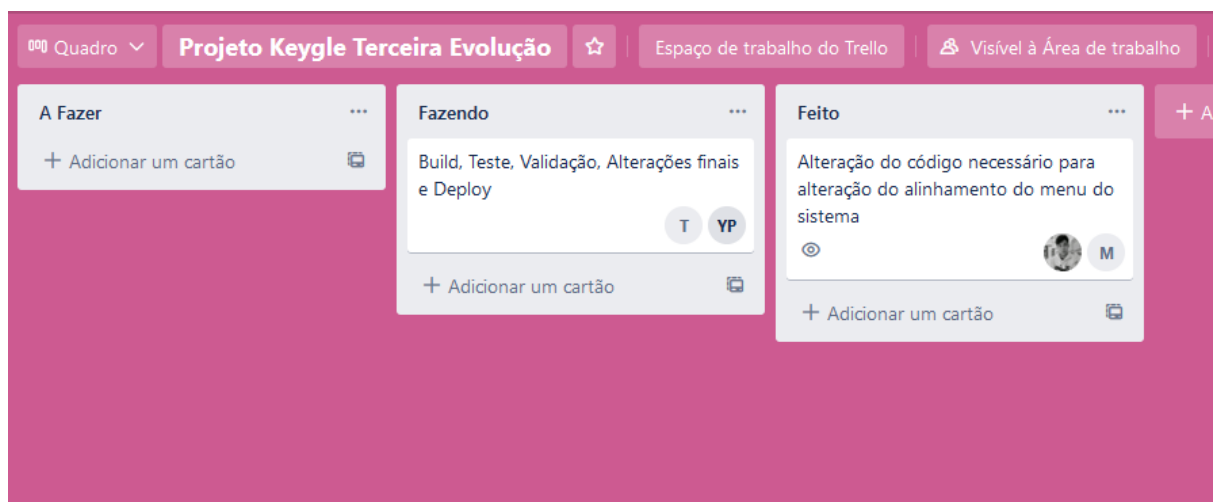 Quadro
Projeto Keygle Terceira Evolução
Espaço de trabalho do Trello
Visível à Área de trabalho
+ A
A Fazer
+ Adicionar um cartão
Fazendo
Build, Teste, Validação, Alterações finais
e Deploy
T YP
+ Adicionar um cartão
Feito
Alteração do código necessário para
alteração do alinhamento do menu do
sistema
M
+ Adicionar um cartão